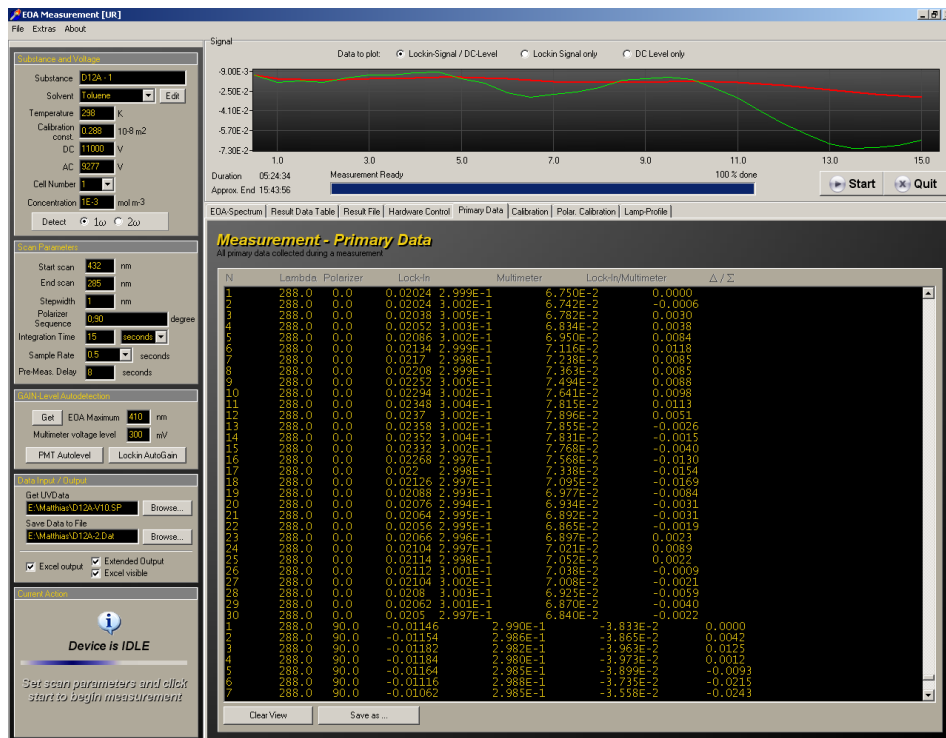 EOA Measurement [UR]
File Extras About
Substance and Voltage
Substance D12A - 1
Solvent Toluene Edit
Temperature 298 K
Calibration const. 0.288 10-8 m2
DC 11000 V
AC 9277 V
Cell Number 1
Concentration 1E-3 mol m-3
Detect 1ω 2ω
Scan Parameters
Start scan 432 nm
End scan 285 nm
Stepwidth 1 nm
Polarizer Sequence 0;90 degree
Integration Time 15 seconds
Sample Rate 0.5 seconds
Pre-Meas. Delay 8 seconds
GAIN-Level Autodetection
Get EOA Maximum 410 nm
Multimeter voltage level 300 mV
PMT Autolevel Lockin AutoGain
Data Input / Output
Get UVData
E:\Matthias\D12A-V10.SP Browse...
Save Data to File
E:\Matthias\D12A-2.Dat Browse...
Excel output Extended Output
Excel visible
Current Action
Device is IDLE
Set scan parameters and click
start to begin measurement
Signal
Data to plot: Lockin-Signal / DC-Level Lockin Signal only DC Level only
-9.00E-3
-2.50E-2
-4.10E-2
-5.70E-2
-7.30E-2
1.0 3.0 5.0 7.0 9.0 11.0 13.0 15.0
Duration 05:24:34 Measurement Ready 100 % done
Approx. End 15:43:56
Start Quit
EOA-Spectrum Result Data Table Result File Hardware Control Primary Data Calibration Polar. Calibration Lamp-Profile
Measurement - Primary Data
All primary data collected during a measurement
N Lambda Polarizer Lock-In Multimeter Lock-In/Multimeter Δ / Σ
1 288.0 0.0 0.02024 2.999E-1 6.750E-2 0.0000
2 288.0 0.0 0.02024 3.002E-1 6.742E-2 -0.0006
3 288.0 0.0 0.02038 3.005E-1 6.782E-2 0.0030
4 288.0 0.0 0.02052 3.003E-1 6.834E-2 0.0038
5 288.0 0.0 0.02086 3.002E-1 6.950E-2 0.0084
6 288.0 0.0 0.02134 2.999E-1 7.116E-2 0.0118
7 288.0 0.0 0.0217 2.998E-1 7.238E-2 0.0085
8 288.0 0.0 0.02208 2.999E-1 7.363E-2 0.0085
9 288.0 0.0 0.02252 3.005E-1 7.494E-2 0.0088
10 288.0 0.0 0.02294 3.002E-1 7.641E-2 0.0098
11 288.0 0.0 0.02348 3.004E-1 7.815E-2 0.0113
12 288.0 0.0 0.0237 3.002E-1 7.896E-2 0.0051
13 288.0 0.0 0.02358 3.002E-1 7.855E-2 -0.0026
14 288.0 0.0 0.02352 3.004E-1 7.831E-2 -0.0015
15 288.0 0.0 0.02332 3.002E-1 7.768E-2 -0.0040
16 288.0 0.0 0.02268 2.997E-1 7.568E-2 -0.0130
17 288.0 0.0 0.022 2.998E-1 7.338E-2 -0.0154
18 288.0 0.0 0.02126 2.997E-1 7.095E-2 -0.0169
19 288.0 0.0 0.02088 2.993E-1 6.977E-2 -0.0084
20 288.0 0.0 0.02076 2.994E-1 6.934E-2 -0.0031
21 288.0 0.0 0.02064 2.995E-1 6.892E-2 -0.0031
22 288.0 0.0 0.02056 2.995E-1 6.865E-2 -0.0019
23 288.0 0.0 0.02066 2.996E-1 6.897E-2 0.0023
24 288.0 0.0 0.02104 2.997E-1 7.021E-2 0.0089
25 288.0 0.0 0.02114 2.998E-1 7.052E-2 0.0022
26 288.0 0.0 0.02112 3.001E-1 7.038E-2 -0.0009
27 288.0 0.0 0.02104 3.002E-1 7.008E-2 -0.0021
28 288.0 0.0 0.0208 3.003E-1 6.925E-2 -0.0059
29 288.0 0.0 0.02062 3.001E-1 6.870E-2 -0.0040
30 288.0 0.0 0.0205 2.997E-1 6.840E-2 -0.0022
1 288.0 90.0 -0.01146 2.990E-1 -3.833E-2 0.0000
2 288.0 90.0 -0.01154 2.986E-1 -3.865E-2 0.0042
3 288.0 90.0 -0.01182 2.982E-1 -3.963E-2 0.0125
4 288.0 90.0 -0.01184 2.980E-1 -3.973E-2 0.0012
5 288.0 90.0 -0.01164 2.985E-1 -3.899E-2 -0.0093
6 288.0 90.0 -0.01116 2.988E-1 -3.735E-2 -0.0215
7 288.0 90.0 -0.01062 2.985E-1 -3.558E-2 -0.0243
Clear View Save as ...